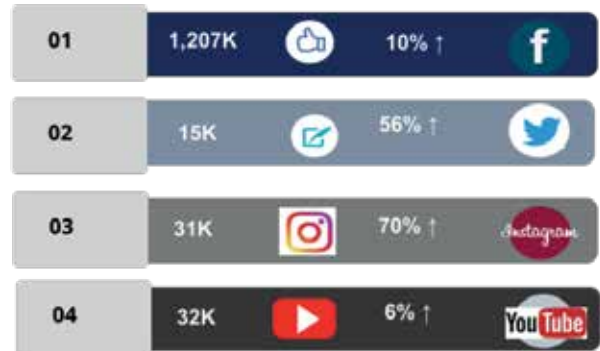 01 1,207K 10% ↑ f
02 15K 56% ↑
03 31K 70% ↑ Instagram
04 32K 6% ↑ YouTube